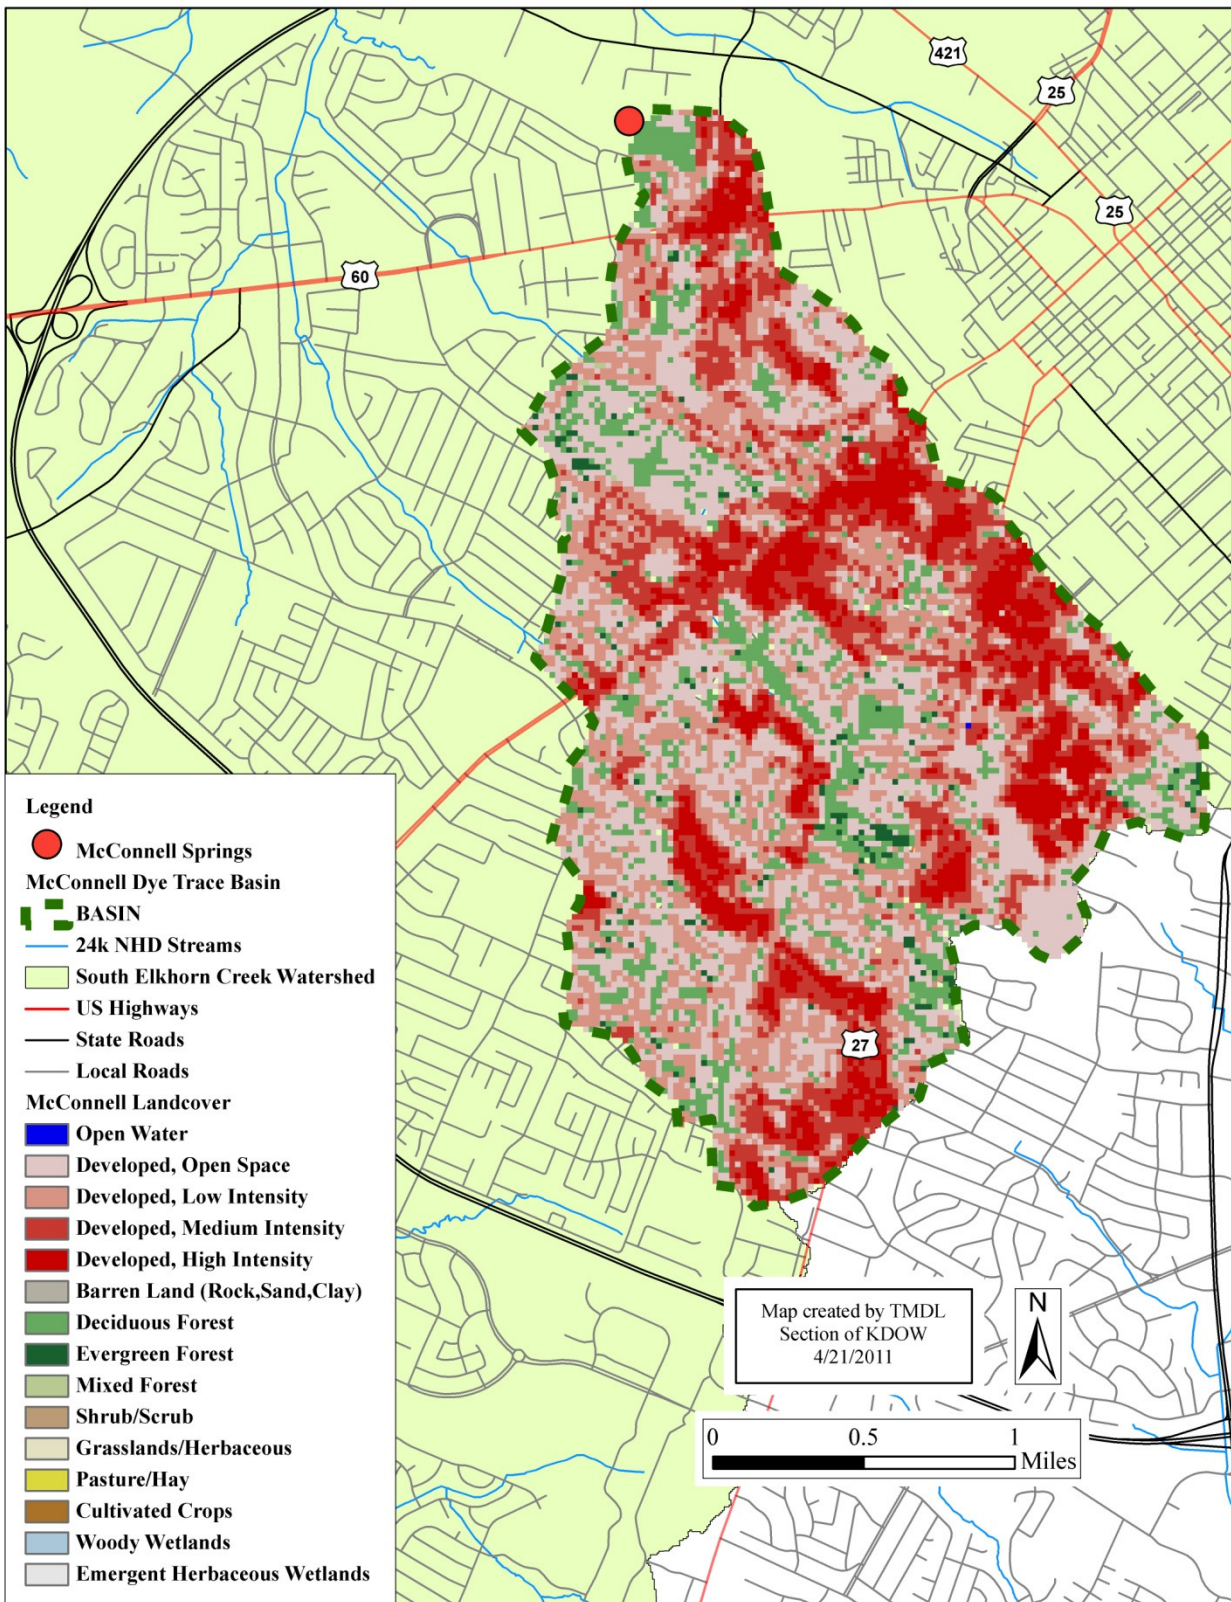 421
25
25
60
27
Legend
McConnell Springs
McConnell Dye Trace Basin
BASIN
24k NHD Streams
South Elkhorn Creek Watershed
US Highways
State Roads
Local Roads
McConnell Landcover
Open Water
Developed, Open Space
Developed, Low Intensity
Developed, Medium Intensity
Developed, High Intensity
Barren Land (Rock,Sand,Clay)
Deciduous Forest
Evergreen Forest
Mixed Forest
Shrub/Scrub
Grasslands/Herbaceous
Pasture/Hay
Cultivated Crops
Woody Wetlands
Emergent Herbaceous Wetlands
Map created by TMDL
Section of KDOW
4/21/2011
N
0 0.5 1
Miles